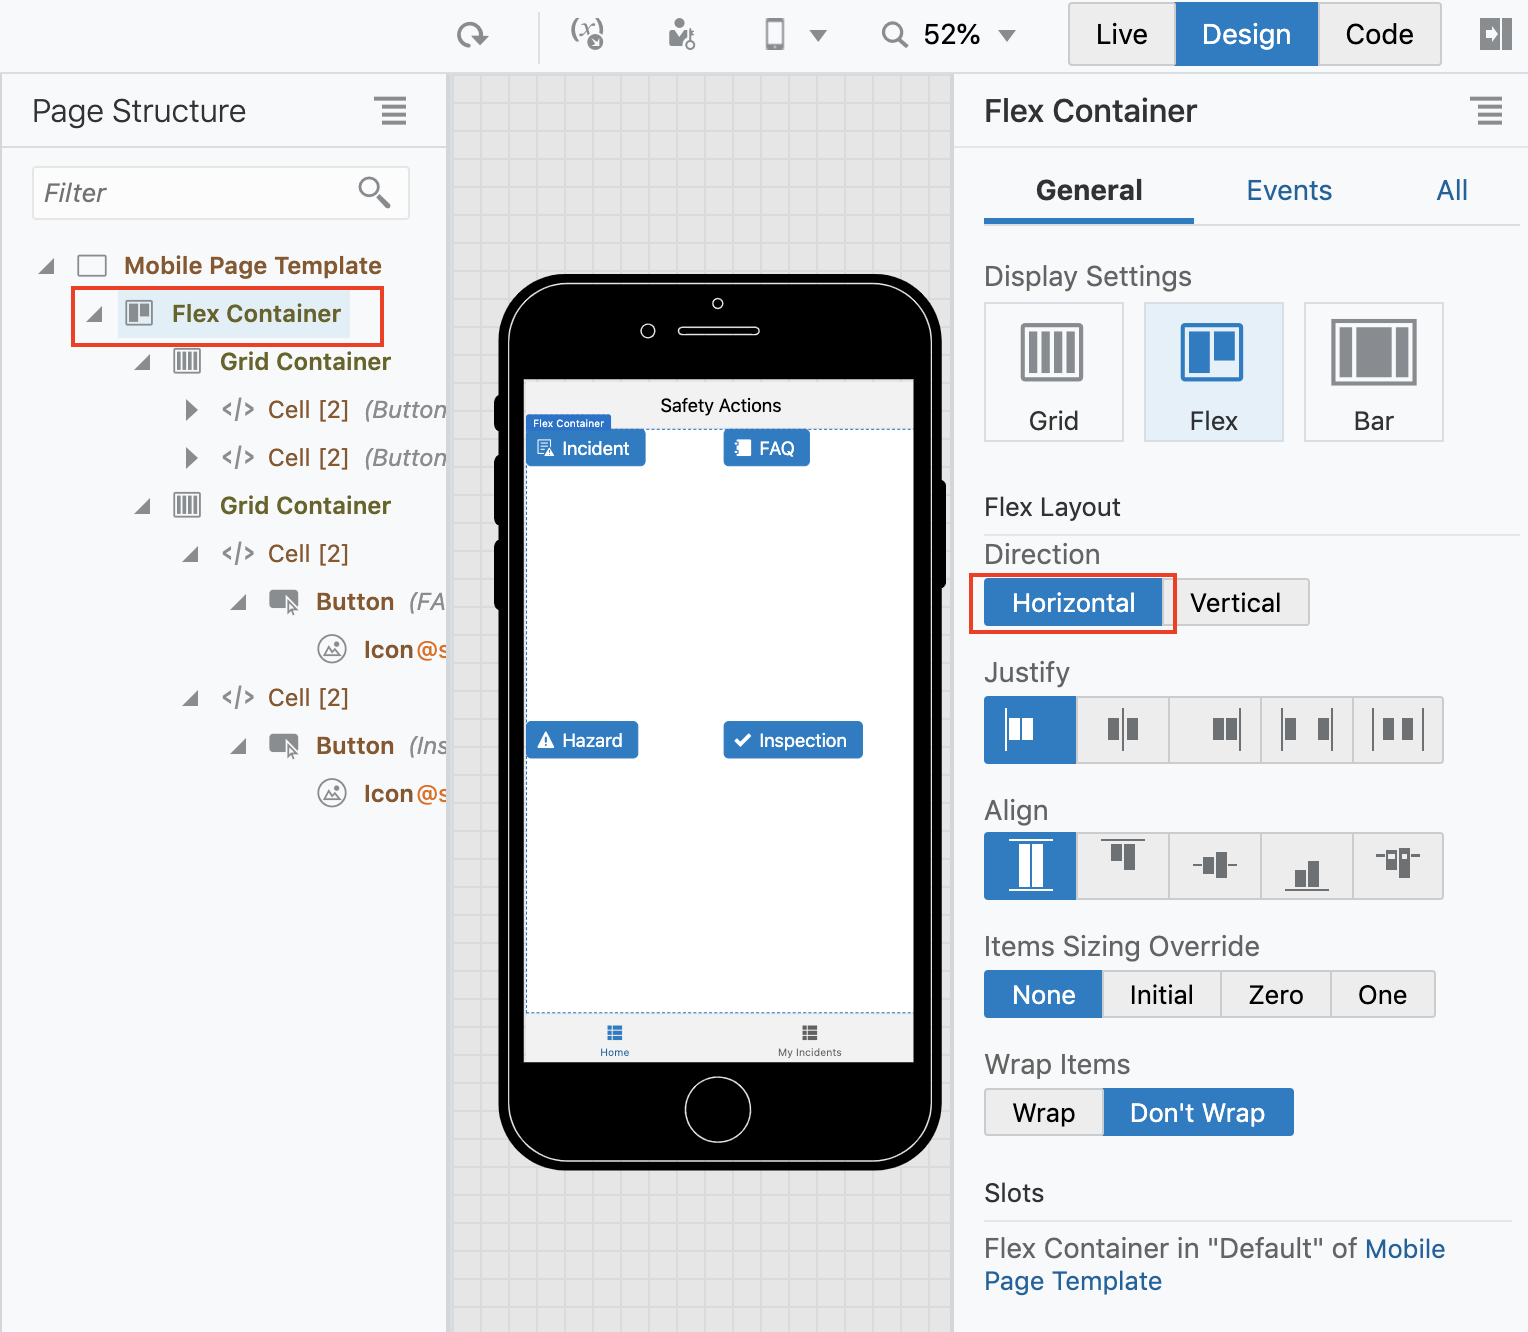 52%
Live
Design
Code
Page Structure
Filter
Mobile Page Template
Flex Container
Grid Container
</> Cell [2] (Button
</> Cell [2] (Button
Grid Container
</> Cell [2]
Button (FA
Icon @s
</> Cell [2]
Button (Ins
Icon @s
Safety Actions
Flex Container
Incident
FAQ
Hazard
Inspection
Home
My Incidents
Flex Container
General
Events
All
Display Settings
Grid
Flex
Bar
Flex Layout
Direction
Horizontal
Vertical
Justify
Align
Items Sizing Override
None
Initial
Zero
One
Wrap Items
Wrap
Don't Wrap
Slots
Flex Container in "Default" of Mobile
Page Template